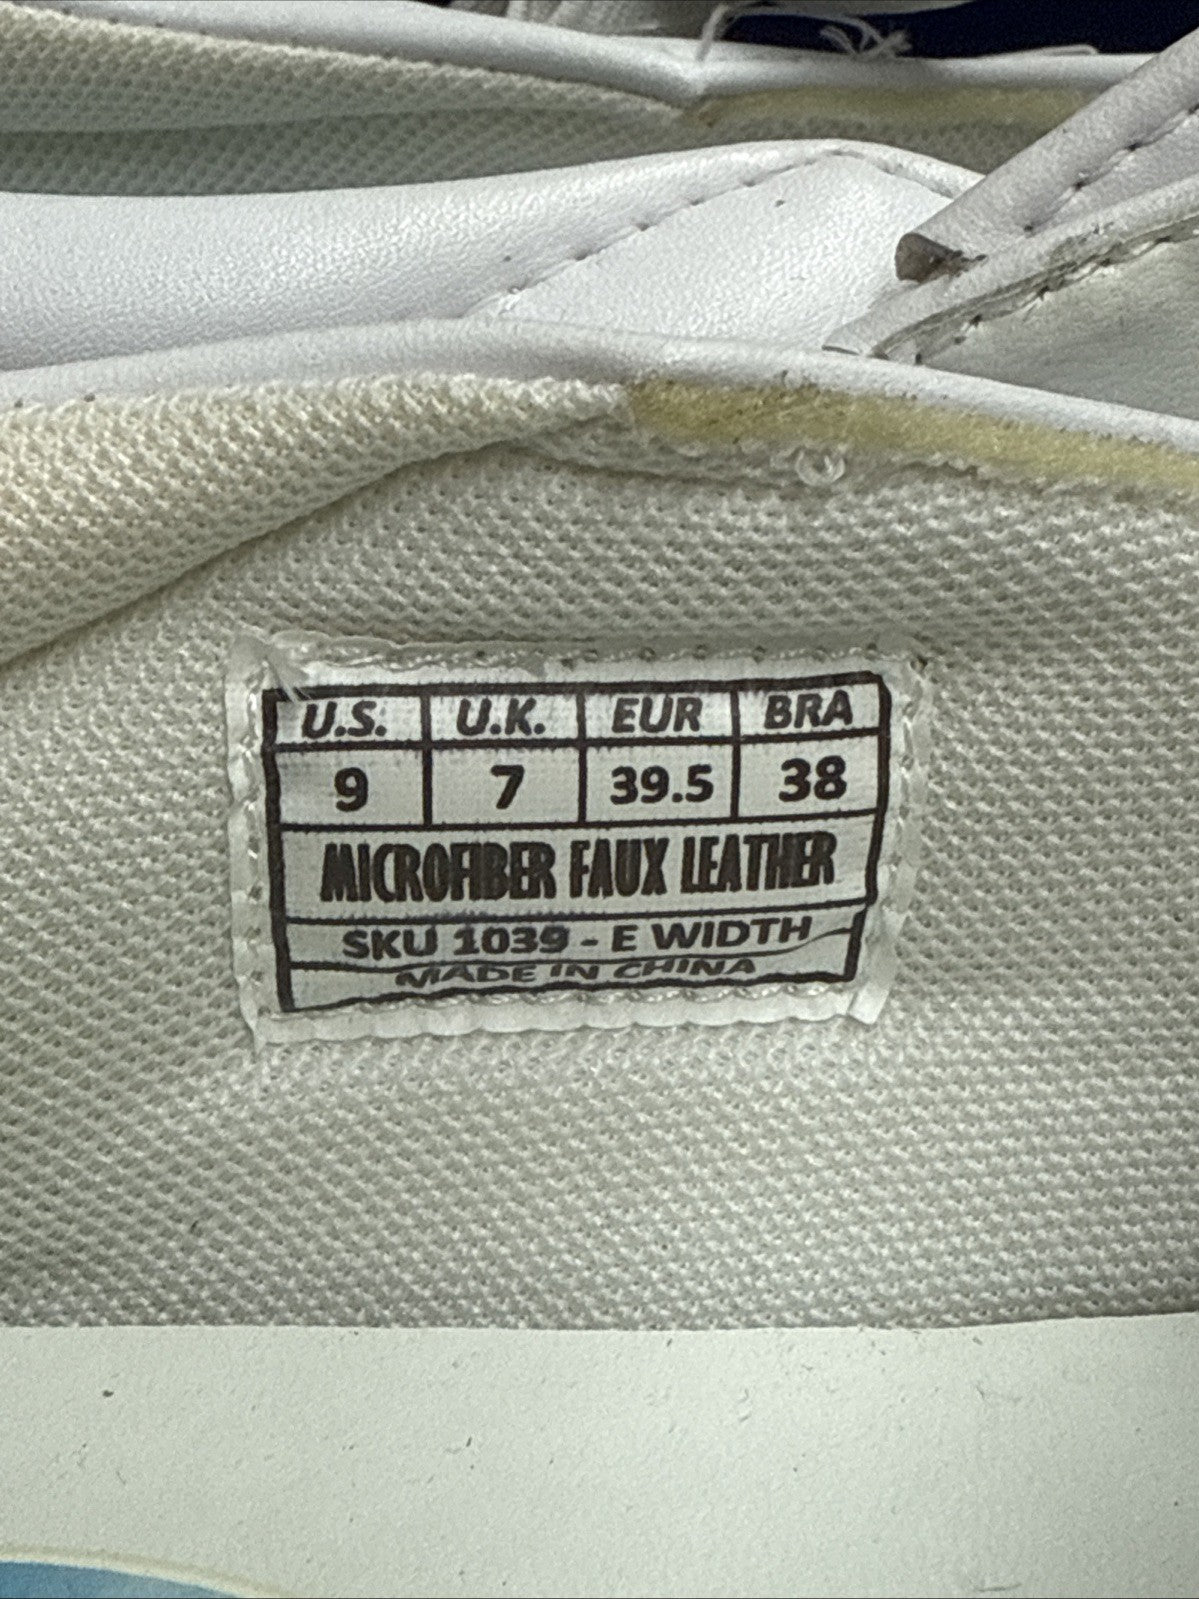 U.S. U.K. EUR BRA
9 7 39.5 38
MICROFIBER FAUX LEATHER
SKU 1039 - E WIDTH
MADE IN CHINA